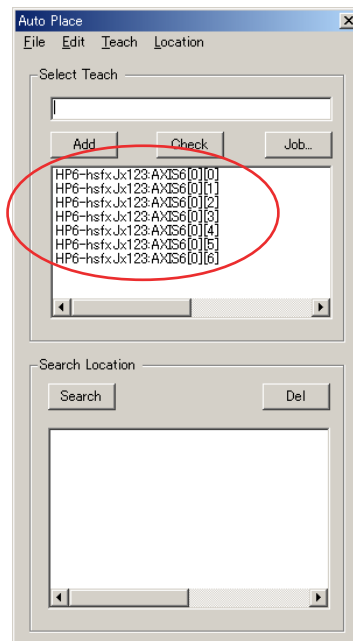 Auto Place
File Edit Teach Location
Select Teach
Add Check Job...
HP6-hsfxJx123:AXIS6[0][0]
HP6-hsfxJx123:AXIS6[0][1]
HP6-hsfxJx123:AXIS6[0][2]
HP6-hsfxJx123:AXIS6[0][3]
HP6-hsfxJx123:AXIS6[0][4]
HP6-hsfxJx123:AXIS6[0][5]
HP6-hsfxJx123:AXIS6[0][6]
Search Location
Search Del